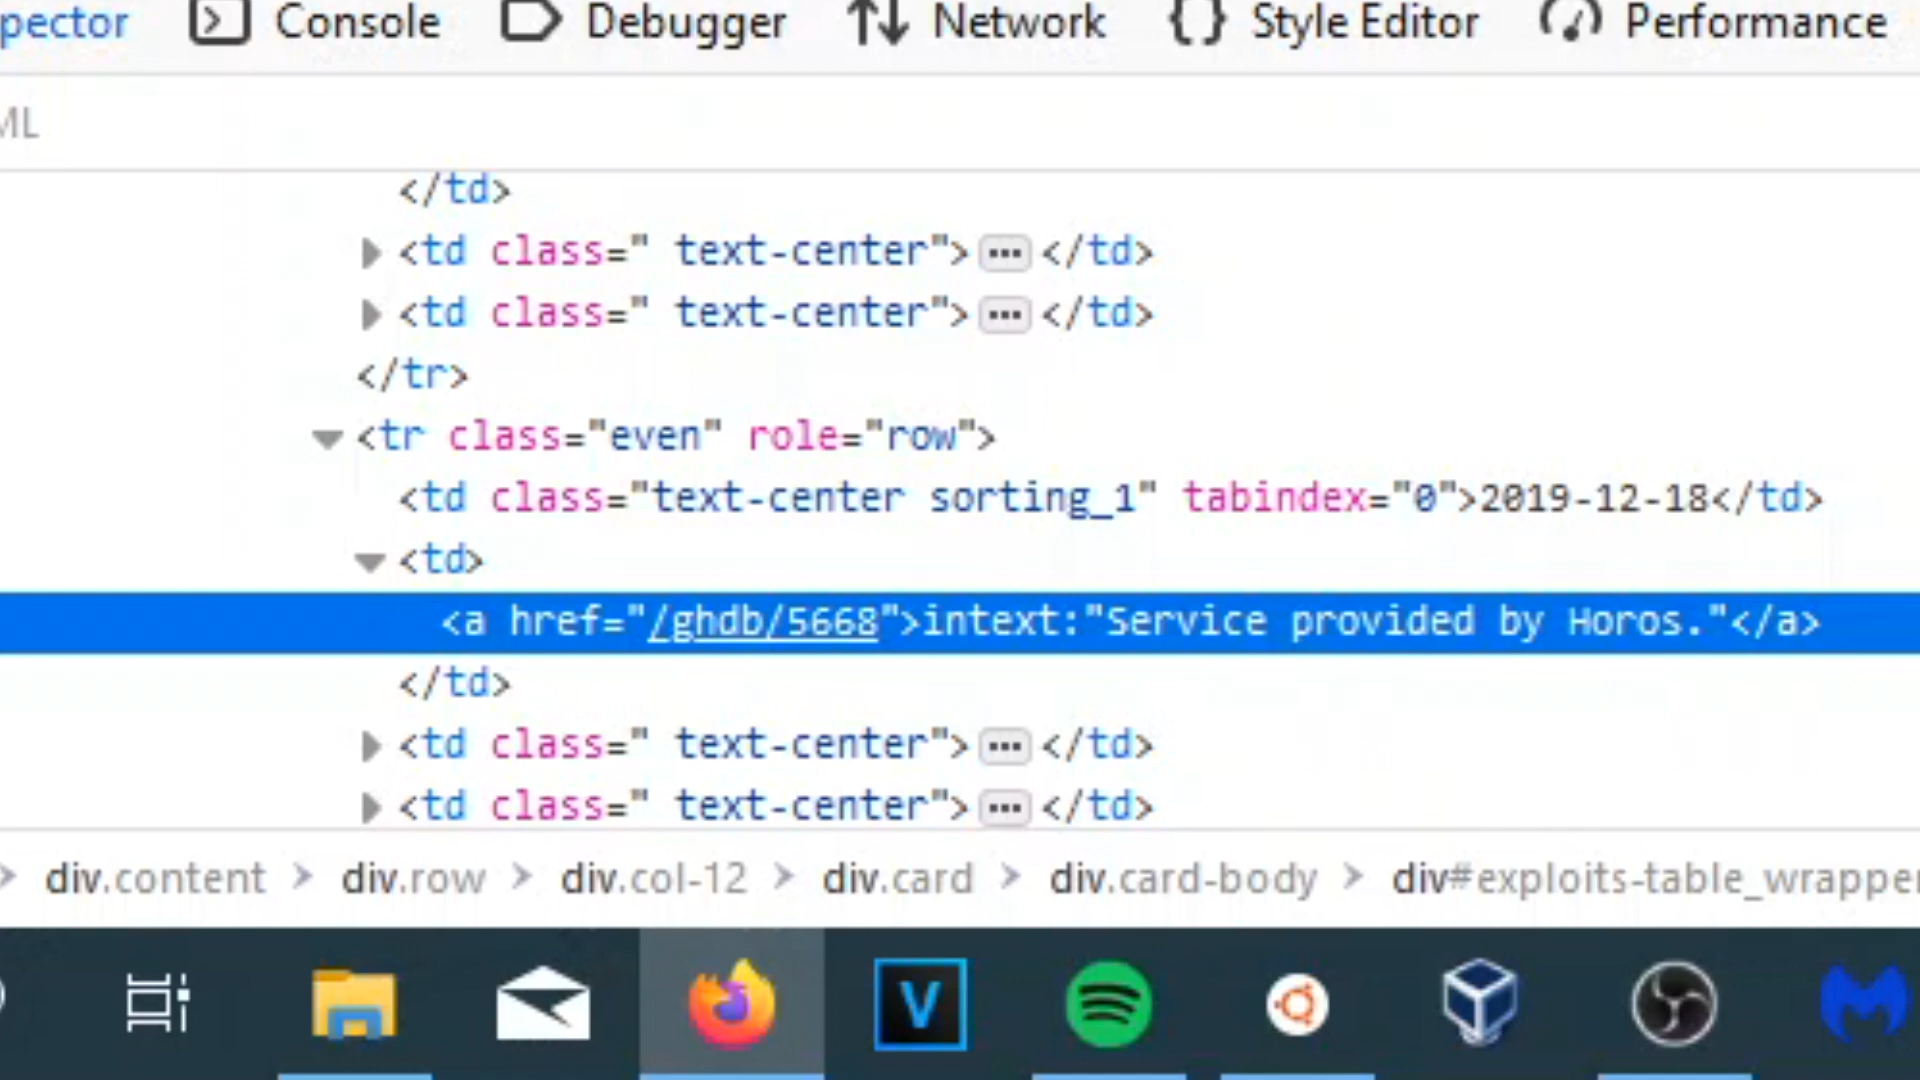 pector Console Debugger Network Style Editor Performance
ML
</td>
<td class=" text-center"> ••• </td>
<td class=" text-center"> ••• </td>
</tr>
<tr class="even" role="row">
<td class="text-center sorting_1" tabindex="0">2019-12-18</td>
<td>
<a href="/ghdb/5668">intext:"Service provided by Horos."</a>
</td>
<td class=" text-center"> ••• </td>
<td class=" text-center"> ••• </td>
div.content > div.row > div.col-12 > div.card > div.card-body > div#exploits-table_wrapper
V